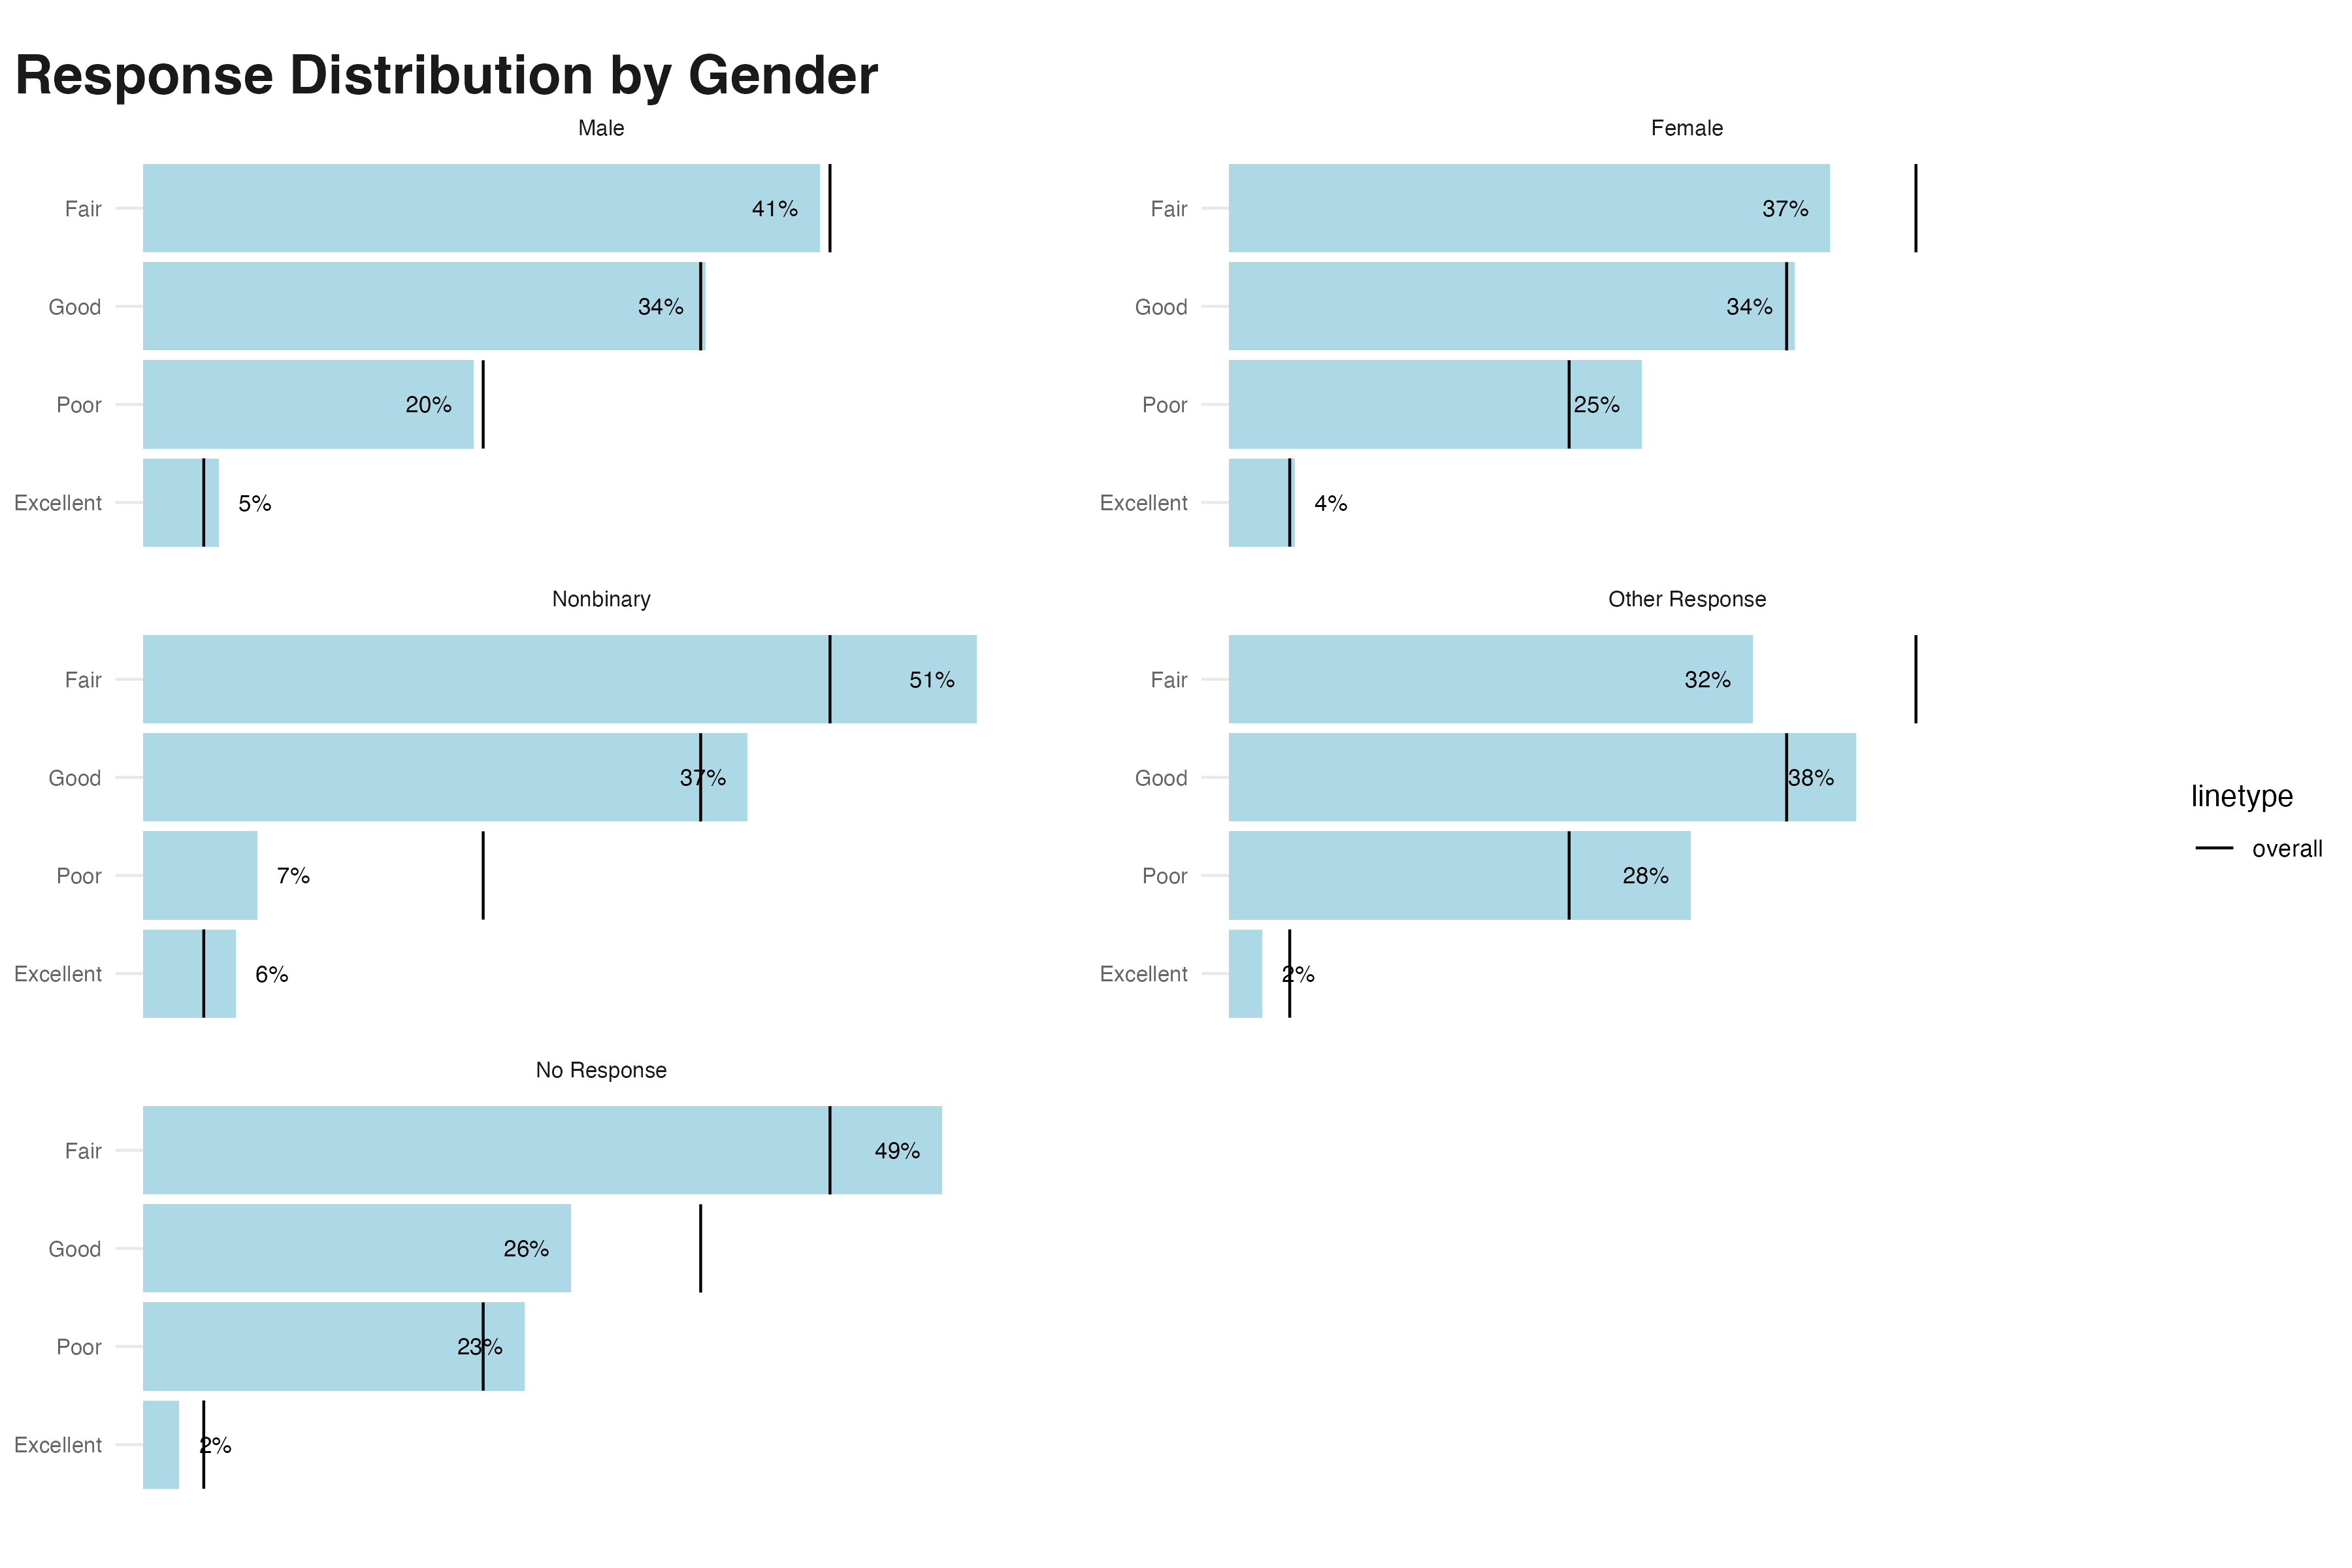 Response Distribution by Gender
Male
Fair 41%
Good 34%
Poor 20%
Excellent 5%
Female
Fair 37%
Good 34%
Poor 25%
Excellent 4%
Nonbinary
Fair 51%
Good 37%
Poor 7%
Excellent 6%
Other Response
Fair 32%
Good 38%
Poor 28%
Excellent 2%
No Response
Fair 49%
Good 26%
Poor 23%
Excellent 2%
linetype
overall